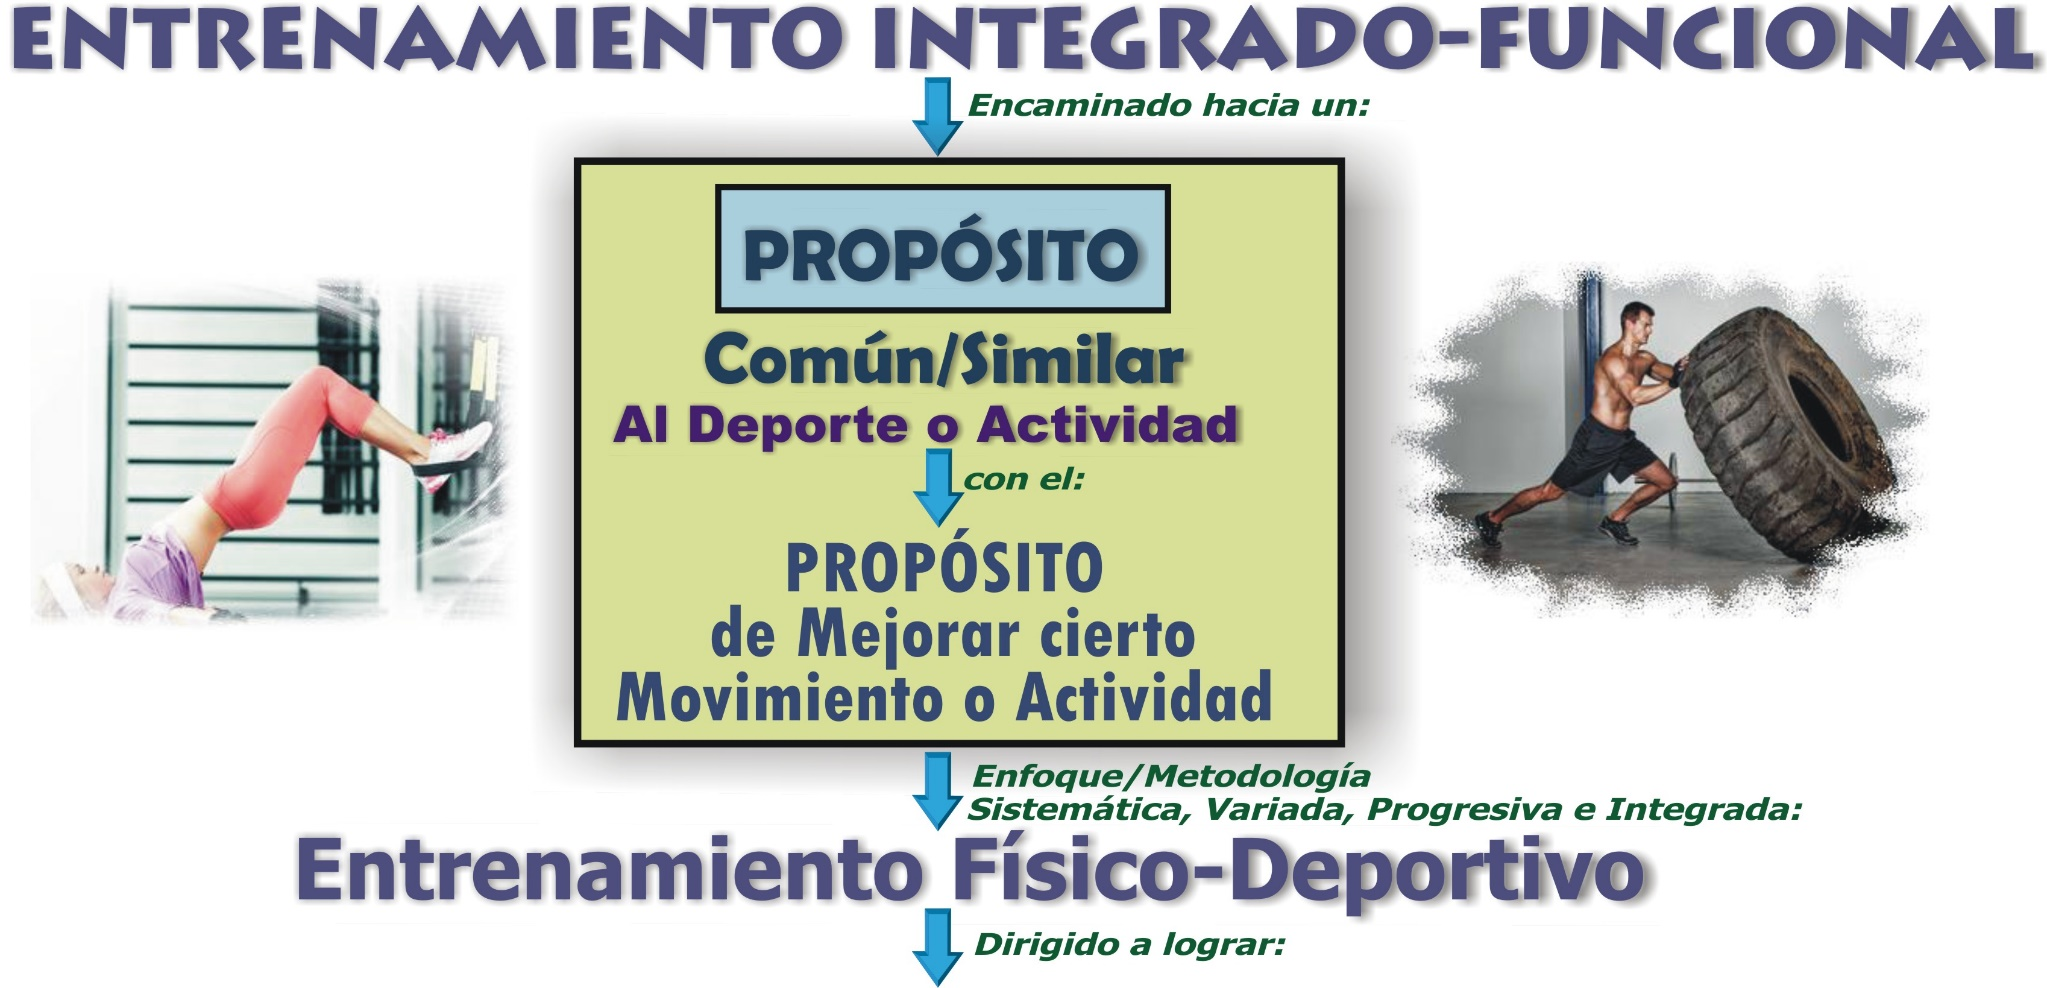 ENTRENAMIENTO INTEGRADO-FUNCIONAL
Encaminado hacia un:
PROPÓSITO
Común/Similar
Al Deporte o Actividad
con el:
PROPÓSITO
de Mejorar cierto
Movimiento o Actividad
Enfoque/Metodología
Sistemática, Variada, Progresiva e Integrada:
Entrenamiento Físico-Deportivo
Dirigido a lograr: